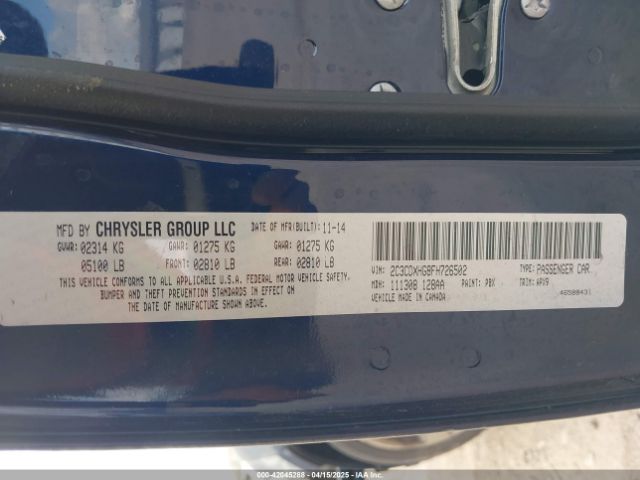 MFD BY CHRYSLER GROUP LLC DATE OF MFR(BUILT): 11-14
GVWR: 02314 KG GAWR: 01275 KG GAWR: 01275 KG
05100 LB FRONT: 02810 LB REAR: 02810 LB
THIS VEHICLE CONFORMS TO ALL APPLICABLE U.S.A. FEDERAL MOTOR VEHICLE SAFETY,
BUMPER AND THEFT PREVENTION STANDARDS IN EFFECT ON
THE DATE OF MANUFACTURE SHOWN ABOVE.
VIN: 2C3CDXHG8FH726502 TYPE: PASSENGER CAR
MDH: 111308 128AA PAINT: PBX TRIM: APX9
VEHICLE MADE IN CANADA 46588431
000-42045288 - 04/15/2025 - IAA Inc.